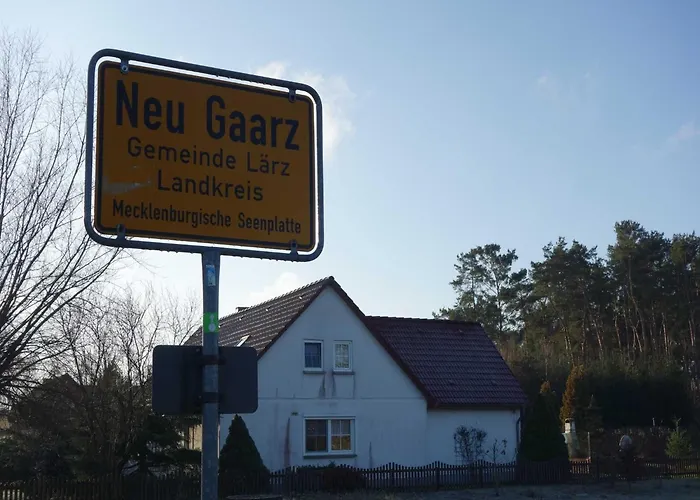 Neu Gaarz
Gemeinde Lärz
Landkreis
Mecklenburgische Seenplatte